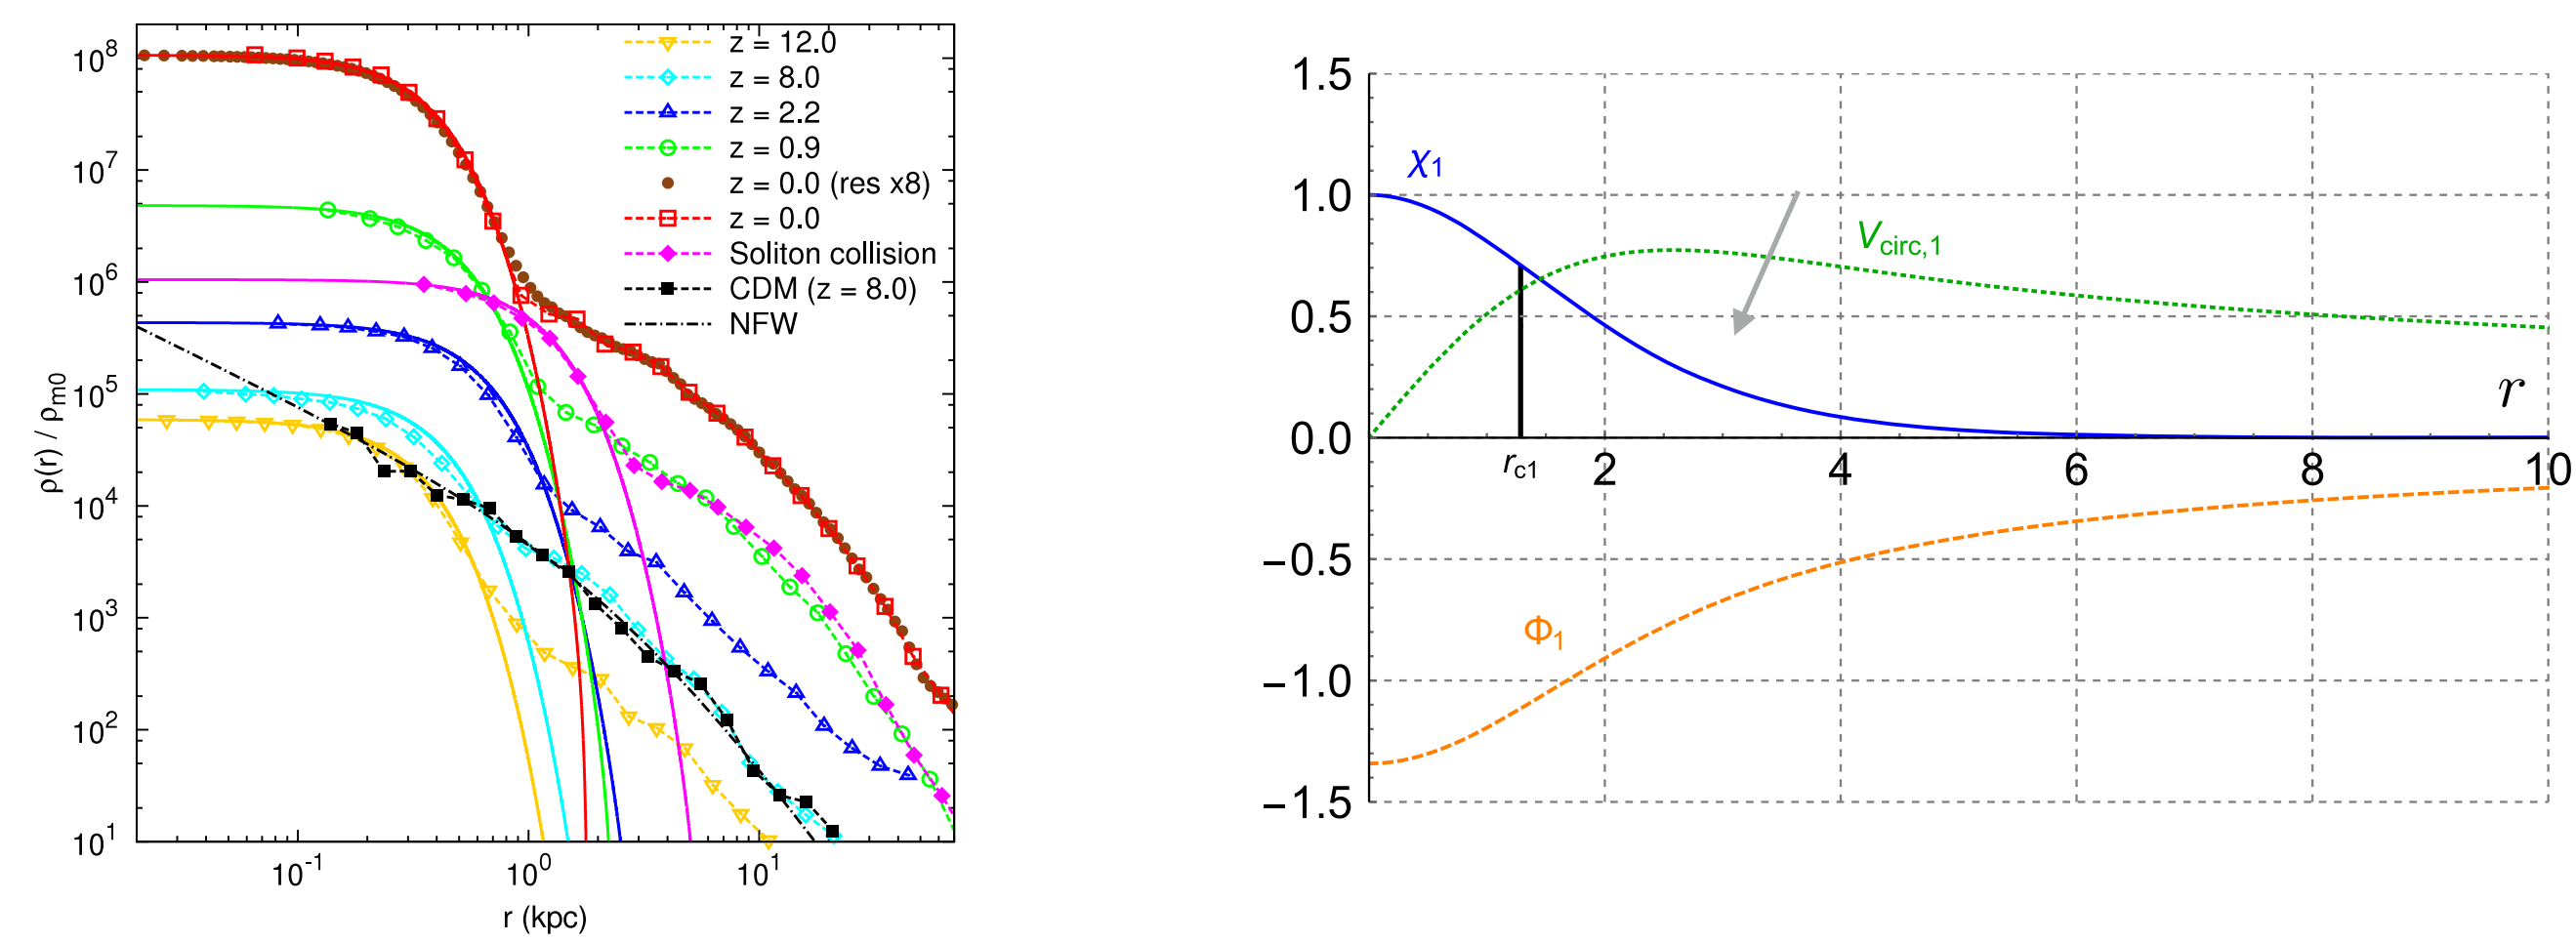 10^8
10^7
10^6
10^5
10^4
10^3
10^2
10^1
ρ(r) / ρ_m0
10^-1
10^0
10^1
r (kpc)
z = 12.0
z = 8.0
z = 2.2
z = 0.9
z = 0.0 (res x8)
z = 0.0
Soliton collision
CDM (z = 8.0)
NFW
1.5
1.0
0.5
0.0
−0.5
−1.0
−1.5
χ1
V_circ,1
r
r_c1
2
4
6
8
10
Φ1